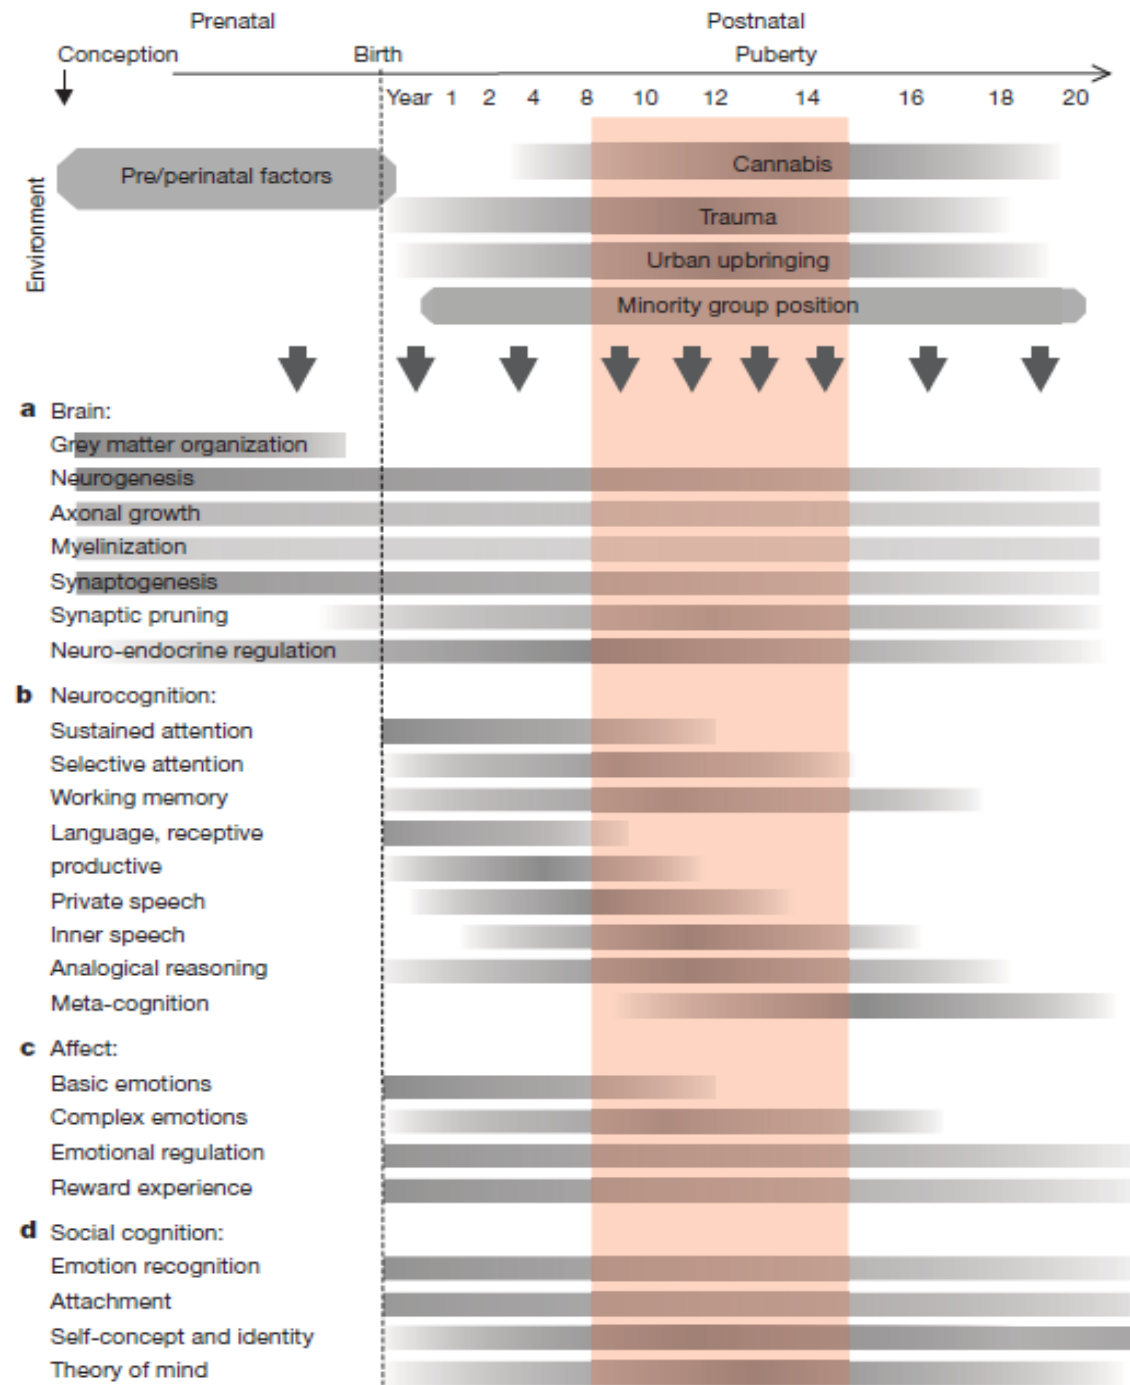 Prenatal Postnatal
Conception Birth Puberty
Year 1 2 4 8 10 12 14 16 18 20
Environment
Pre/perinatal factors
Cannabis
Trauma
Urban upbringing
Minority group position
a Brain:
Grey matter organization
Neurogenesis
Axonal growth
Myelinization
Synaptogenesis
Synaptic pruning
Neuro-endocrine regulation
b Neurocognition:
Sustained attention
Selective attention
Working memory
Language, receptive
productive
Private speech
Inner speech
Analogical reasoning
Meta-cognition
c Affect:
Basic emotions
Complex emotions
Emotional regulation
Reward experience
d Social cognition:
Emotion recognition
Attachment
Self-concept and identity
Theory of mind